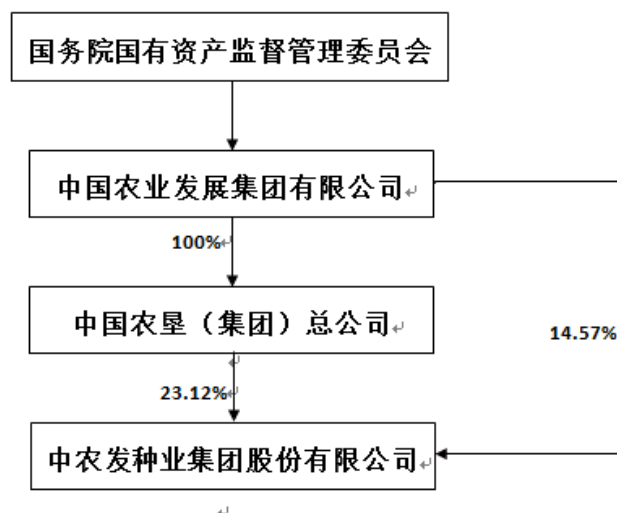 国务院国有资产监督管理委员会
中国农业发展集团有限公司
100%
中国农垦（集团）总公司
14.57%
23.12%
中农发种业集团股份有限公司